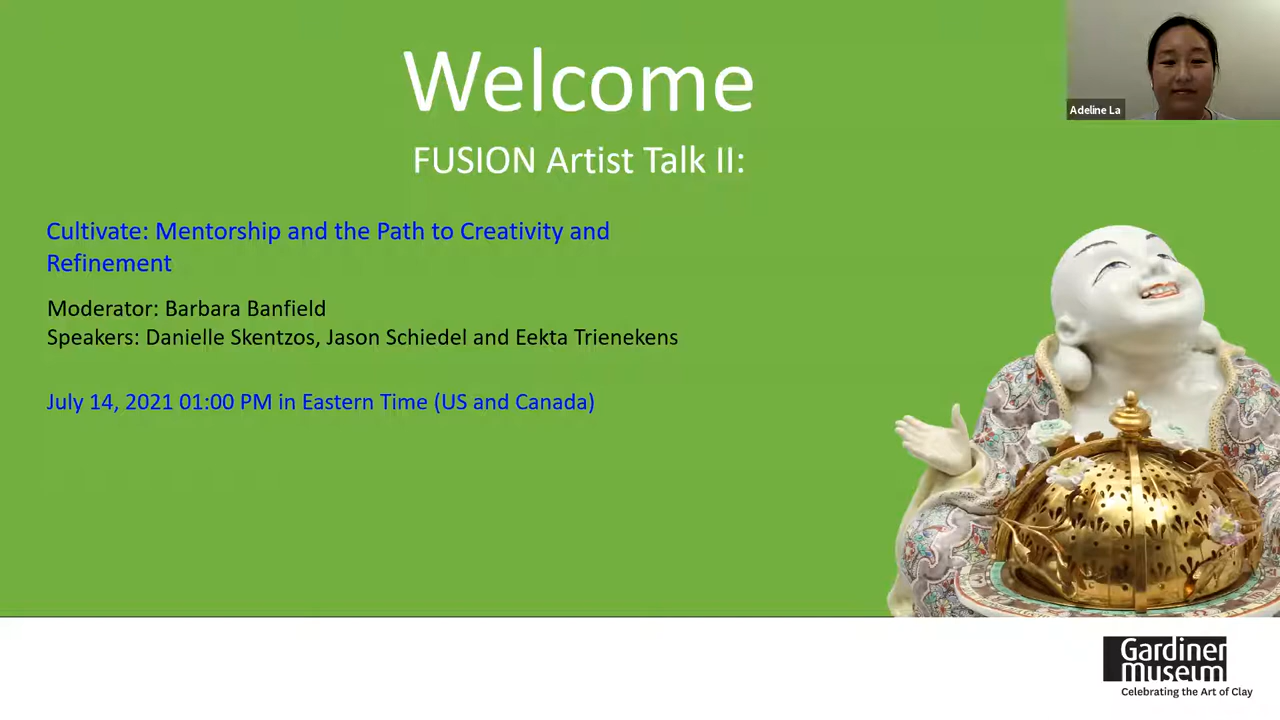 Welcome
FUSION Artist Talk II:
Adeline La
Cultivate: Mentorship and the Path to Creativity and
Refinement
Moderator: Barbara Banfield
Speakers: Danielle Skentzos, Jason Schiedel and Eekta Trienekens
July 14, 2021 01:00 PM in Eastern Time (US and Canada)
Gardiner
Museum
Celebrating the Art of Clay